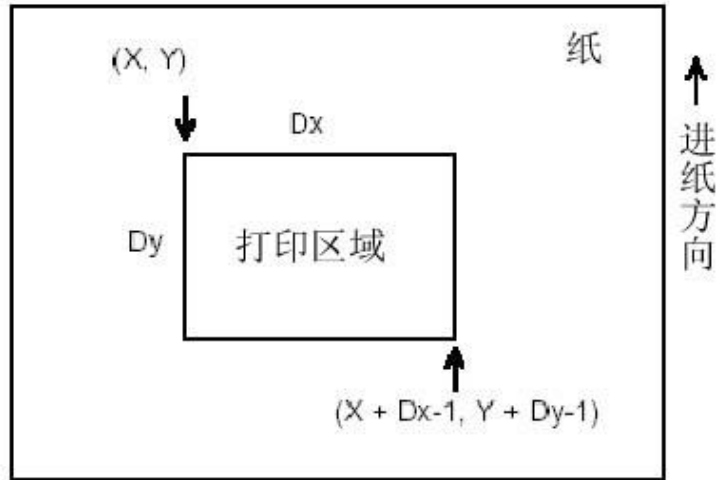 纸
(X, Y)
Dx
进纸方向
Dy
打印区域
(X + Dx-1, Y + Dy-1)